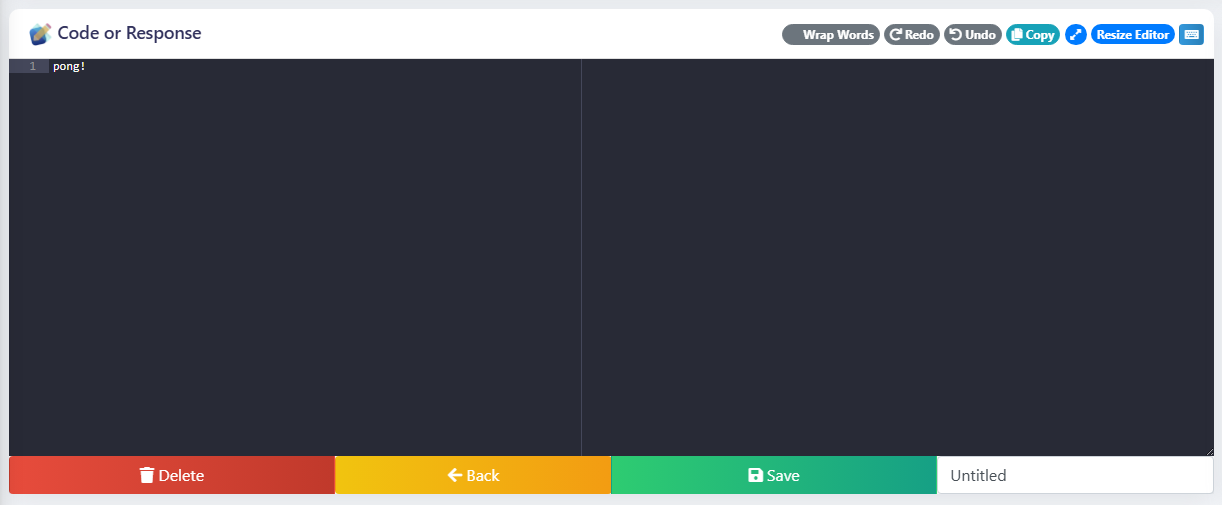 Code or Response
Wrap Words Redo Undo Copy Resize Editor
1 pong!
Delete Back Save Untitled